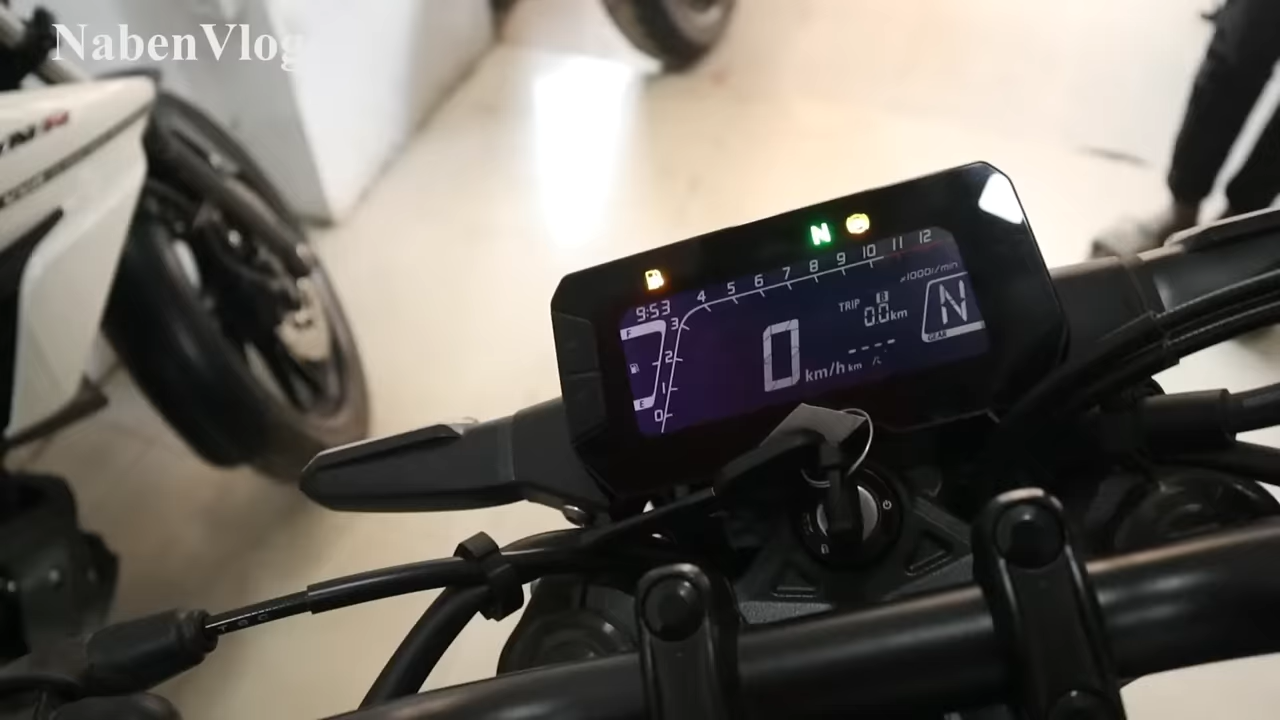 NabenVlog
N
9:53
F
E
0 1 2 3 4 5 6 7 8 9 10 11 12
×1000r/min
TRIP B
0.0km
0
km/h
km
----
N
GEAR